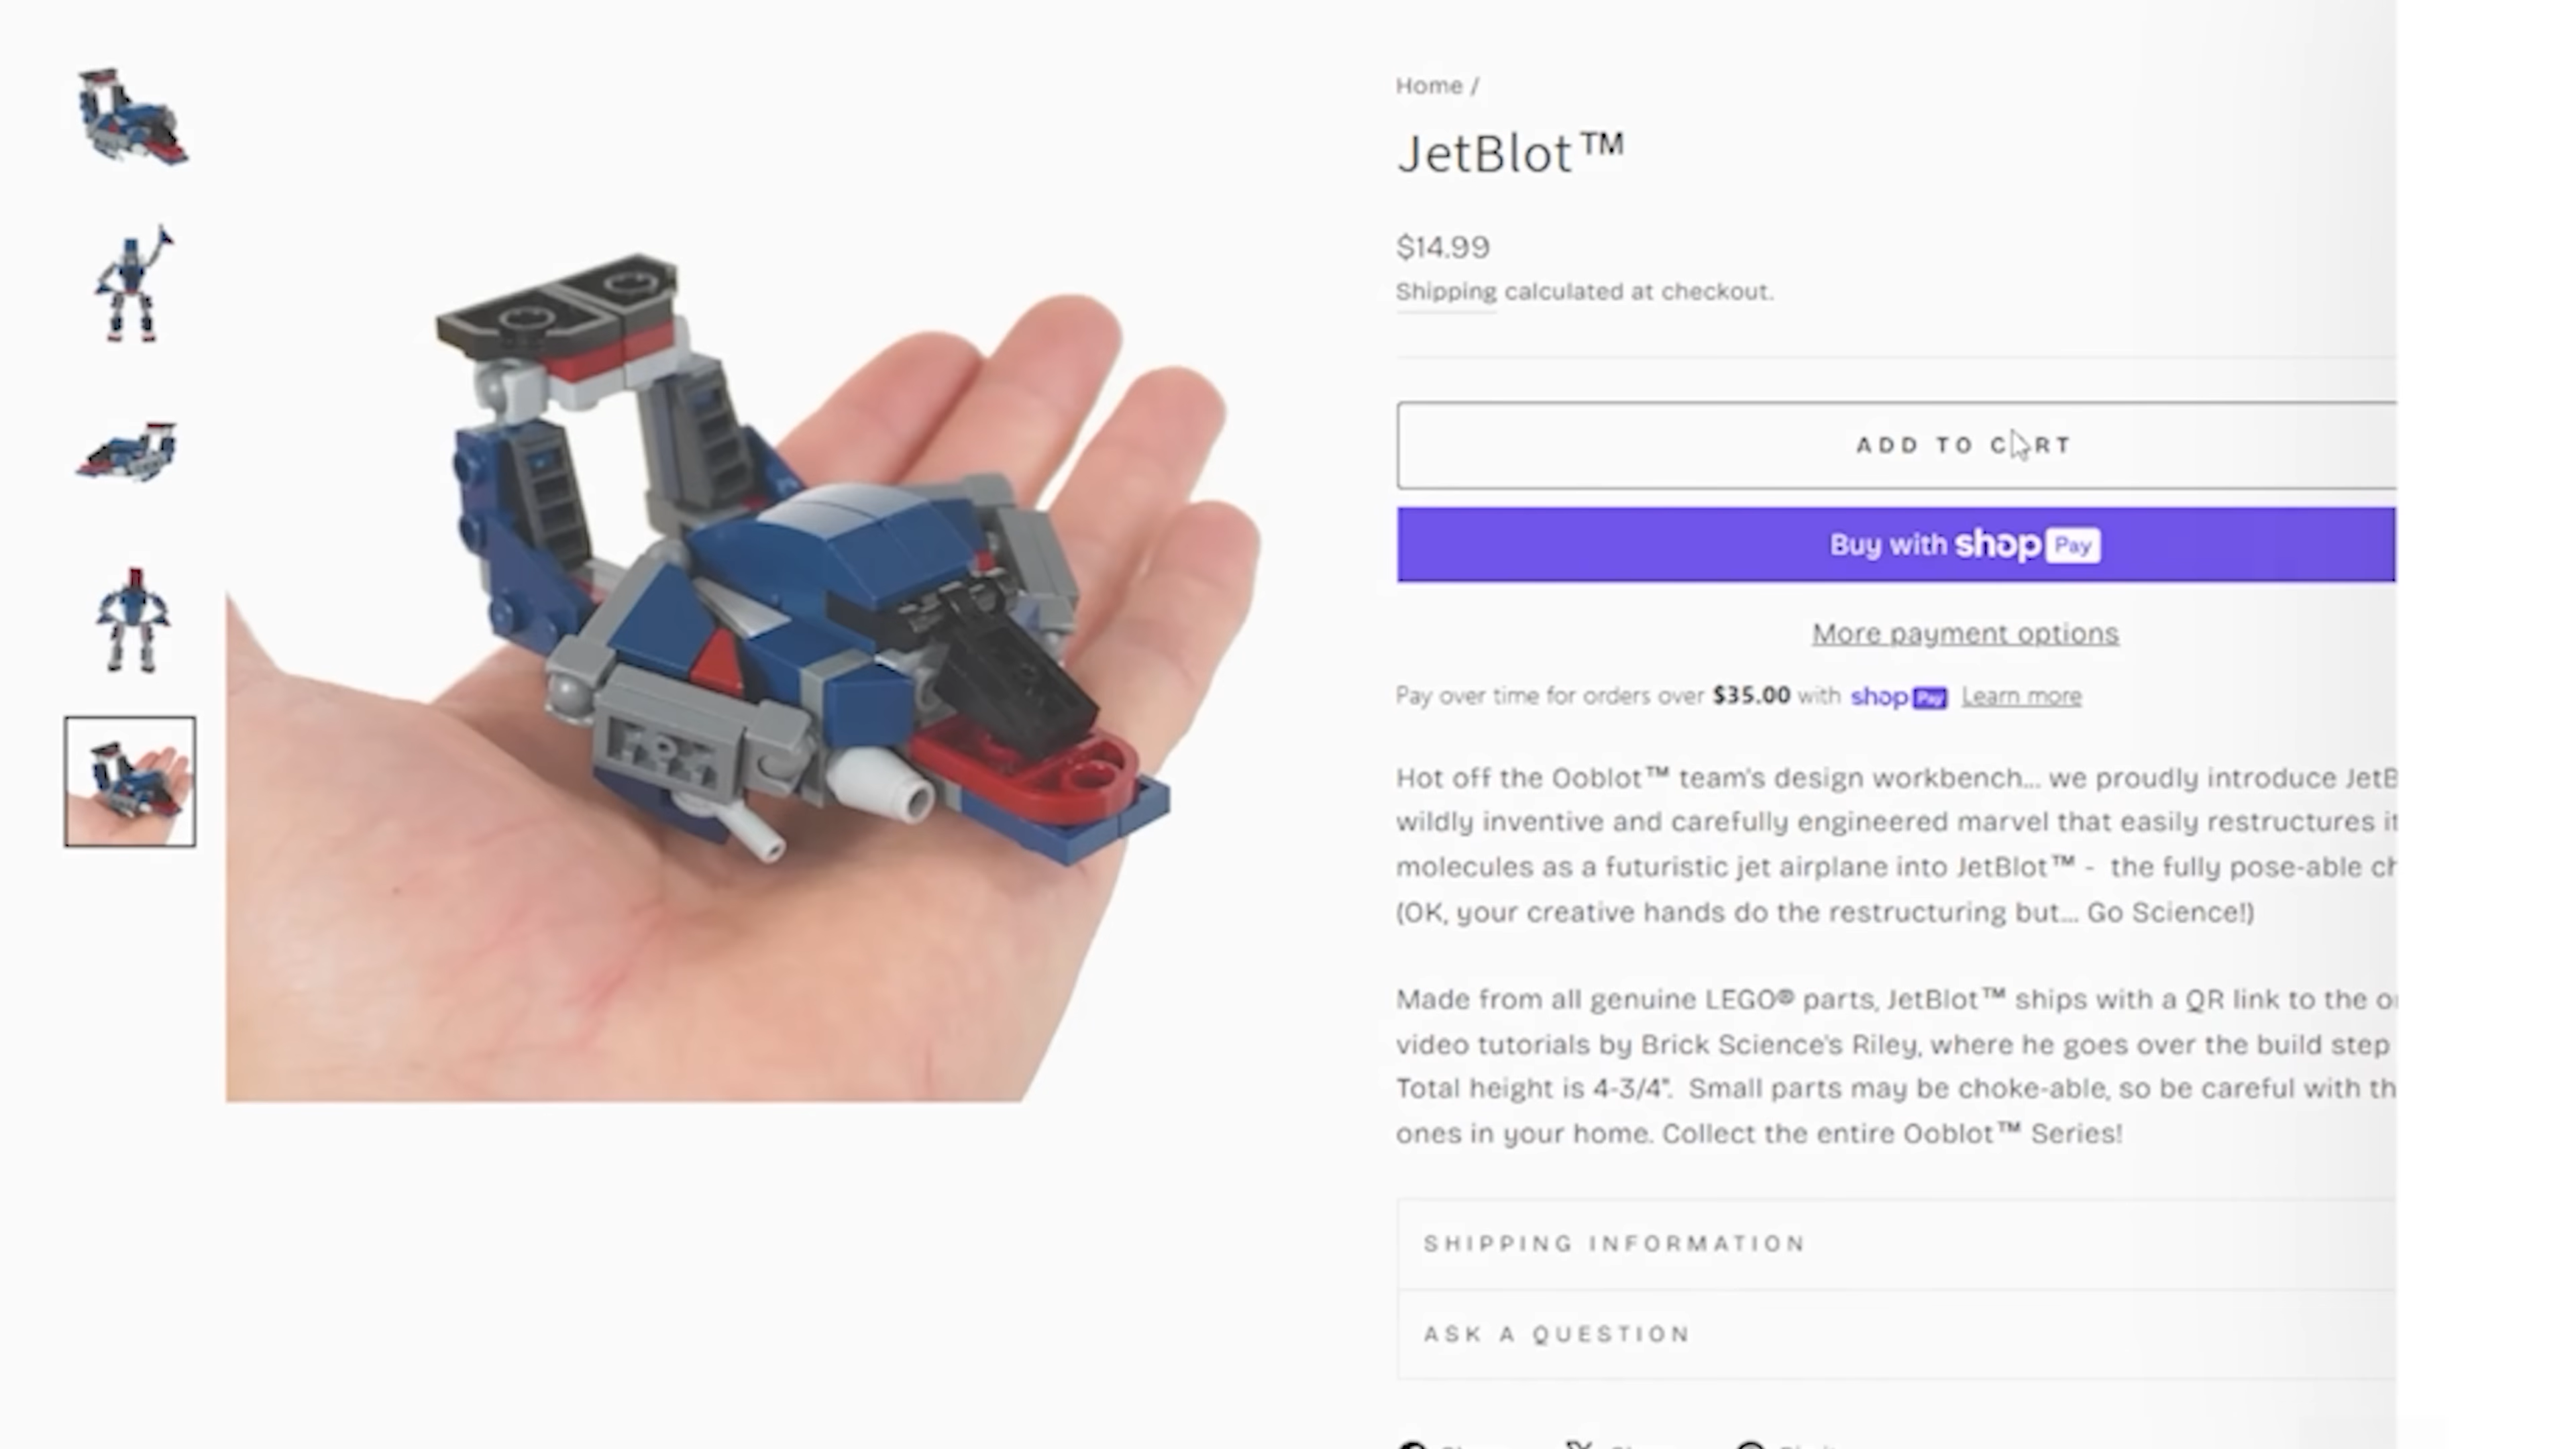 Home /
JetBlot™
$14.99
Shipping calculated at checkout.
ADD TO C RT
Buy with shop Pay
More payment options
Pay over time for orders over $35.00 with shop Pay Learn more
Hot off the Ooblot™ team's design workbench... we proudly introduce JetB
wildly inventive and carefully engineered marvel that easily restructures it
molecules as a futuristic jet airplane into JetBlot™ - the fully pose-able ch
(OK, your creative hands do the restructuring but... Go Science!)
Made from all genuine LEGO® parts, JetBlot™ ships with a QR link to the
video tutorials by Brick Science's Riley, where he goes over the build step
Total height is 4-3/4". Small parts may be choke-able, so be careful with th
ones in your home. Collect the entire Ooblot™ Series!
SHIPPING INFORMATION
ASK A QUESTION